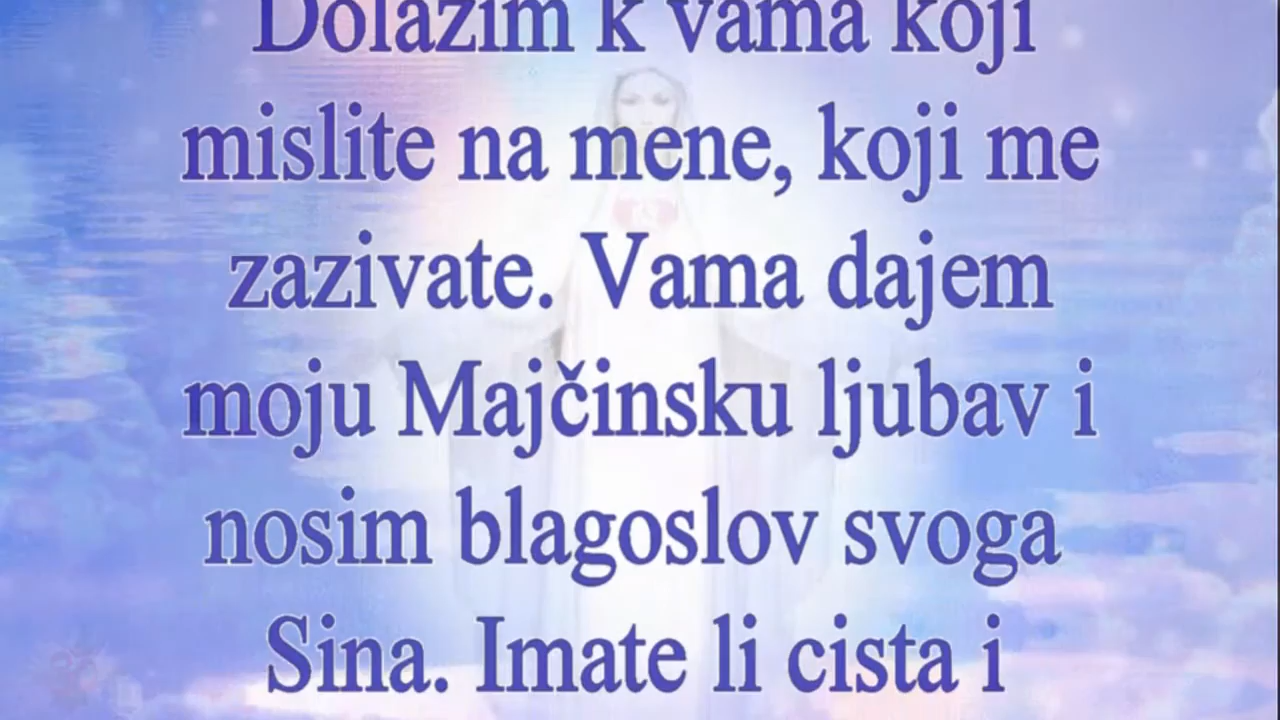 Dolazim k vama koji
mislite na mene, koji me
zazivate. Vama dajem
moju Majčinsku ljubav i
nosim blagoslov svoga
Sina. Imate li cista i